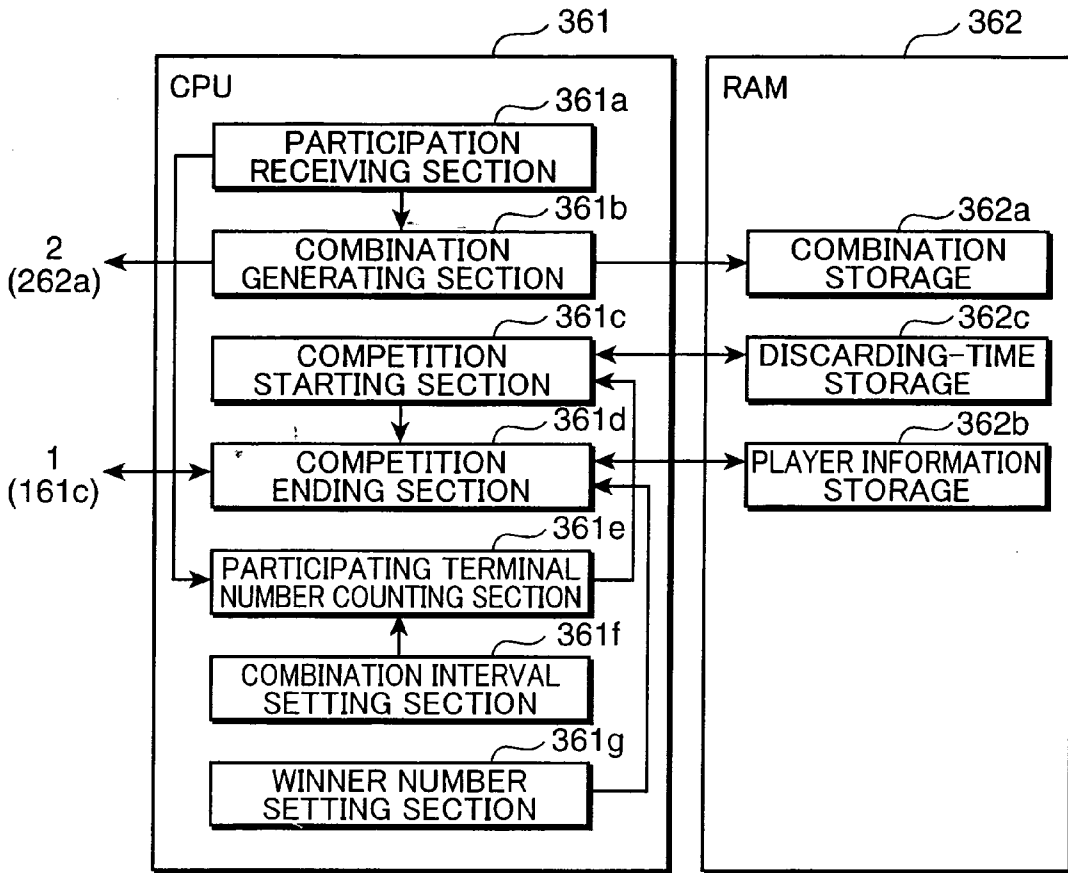 361
362
CPU
RAM
361a
PARTICIPATION
RECEIVING SECTION
361b
2
(262a)
COMBINATION
GENERATING SECTION
362a
COMBINATION
STORAGE
361c
COMPETITION
STARTING SECTION
362c
DISCARDING-TIME
STORAGE
361d
1
(161c)
COMPETITION
ENDING SECTION
362b
PLAYER INFORMATION
STORAGE
361e
PARTICIPATING TERMINAL
NUMBER COUNTING SECTION
361f
COMBINATION INTERVAL
SETTING SECTION
361g
WINNER NUMBER
SETTING SECTION